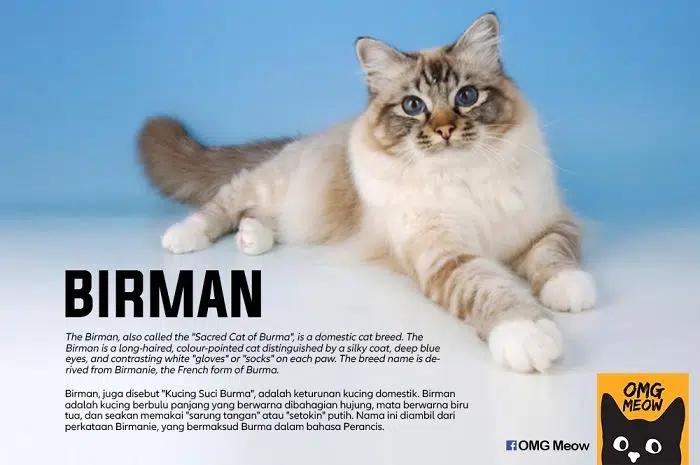 BIRMAN
The Birman, also called the "Sacred Cat of Burma", is a domestic cat breed. The
Birman is a long-haired, colour-pointed cat distinguished by a silky coat, deep blue
eyes, and contrasting white "gloves" or "socks" on each paw. The breed name is de-
rived from Birmanie, the French form of Burma.
Birman, juga disebut "Kucing Suci Burma", adalah keturunan kucing domestik. Birman
adalah kucing berbulu panjang yang berwarna dibahagian hujung, mata berwarna biru
tua, dan seakan memakai "sarung tangan" atau "setokin" putih. Nama ini diambil dari
perkataan Birmanie, yang bermaksud Burma dalam bahasa Perancis.
f OMG Meow
OMG
MEOW